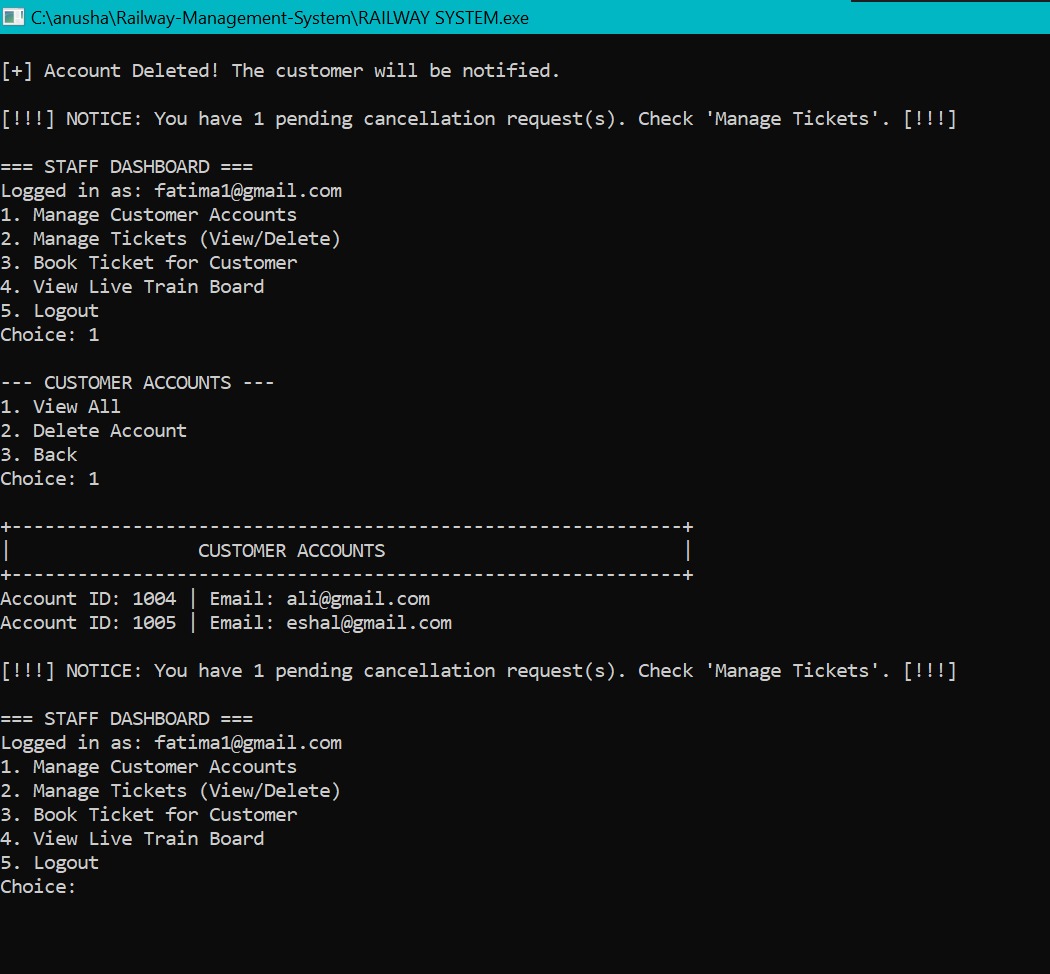 C:\anusha\Railway-Management-System\RAILWAY SYSTEM.exe
[+] Account Deleted! The customer will be notified.
[!!!] NOTICE: You have 1 pending cancellation request(s). Check 'Manage Tickets'. [!!!]
=== STAFF DASHBOARD ===
Logged in as: fatima1@gmail.com
1. Manage Customer Accounts
2. Manage Tickets (View/Delete)
3. Book Ticket for Customer
4. View Live Train Board
5. Logout
Choice: 1
--- CUSTOMER ACCOUNTS ---
1. View All
2. Delete Account
3. Back
Choice: 1
+-------------------------------------------------------------+
| CUSTOMER ACCOUNTS |
+-------------------------------------------------------------+
Account ID: 1004 | Email: ali@gmail.com
Account ID: 1005 | Email: eshal@gmail.com
[!!!] NOTICE: You have 1 pending cancellation request(s). Check 'Manage Tickets'. [!!!]
=== STAFF DASHBOARD ===
Logged in as: fatima1@gmail.com
1. Manage Customer Accounts
2. Manage Tickets (View/Delete)
3. Book Ticket for Customer
4. View Live Train Board
5. Logout
Choice: